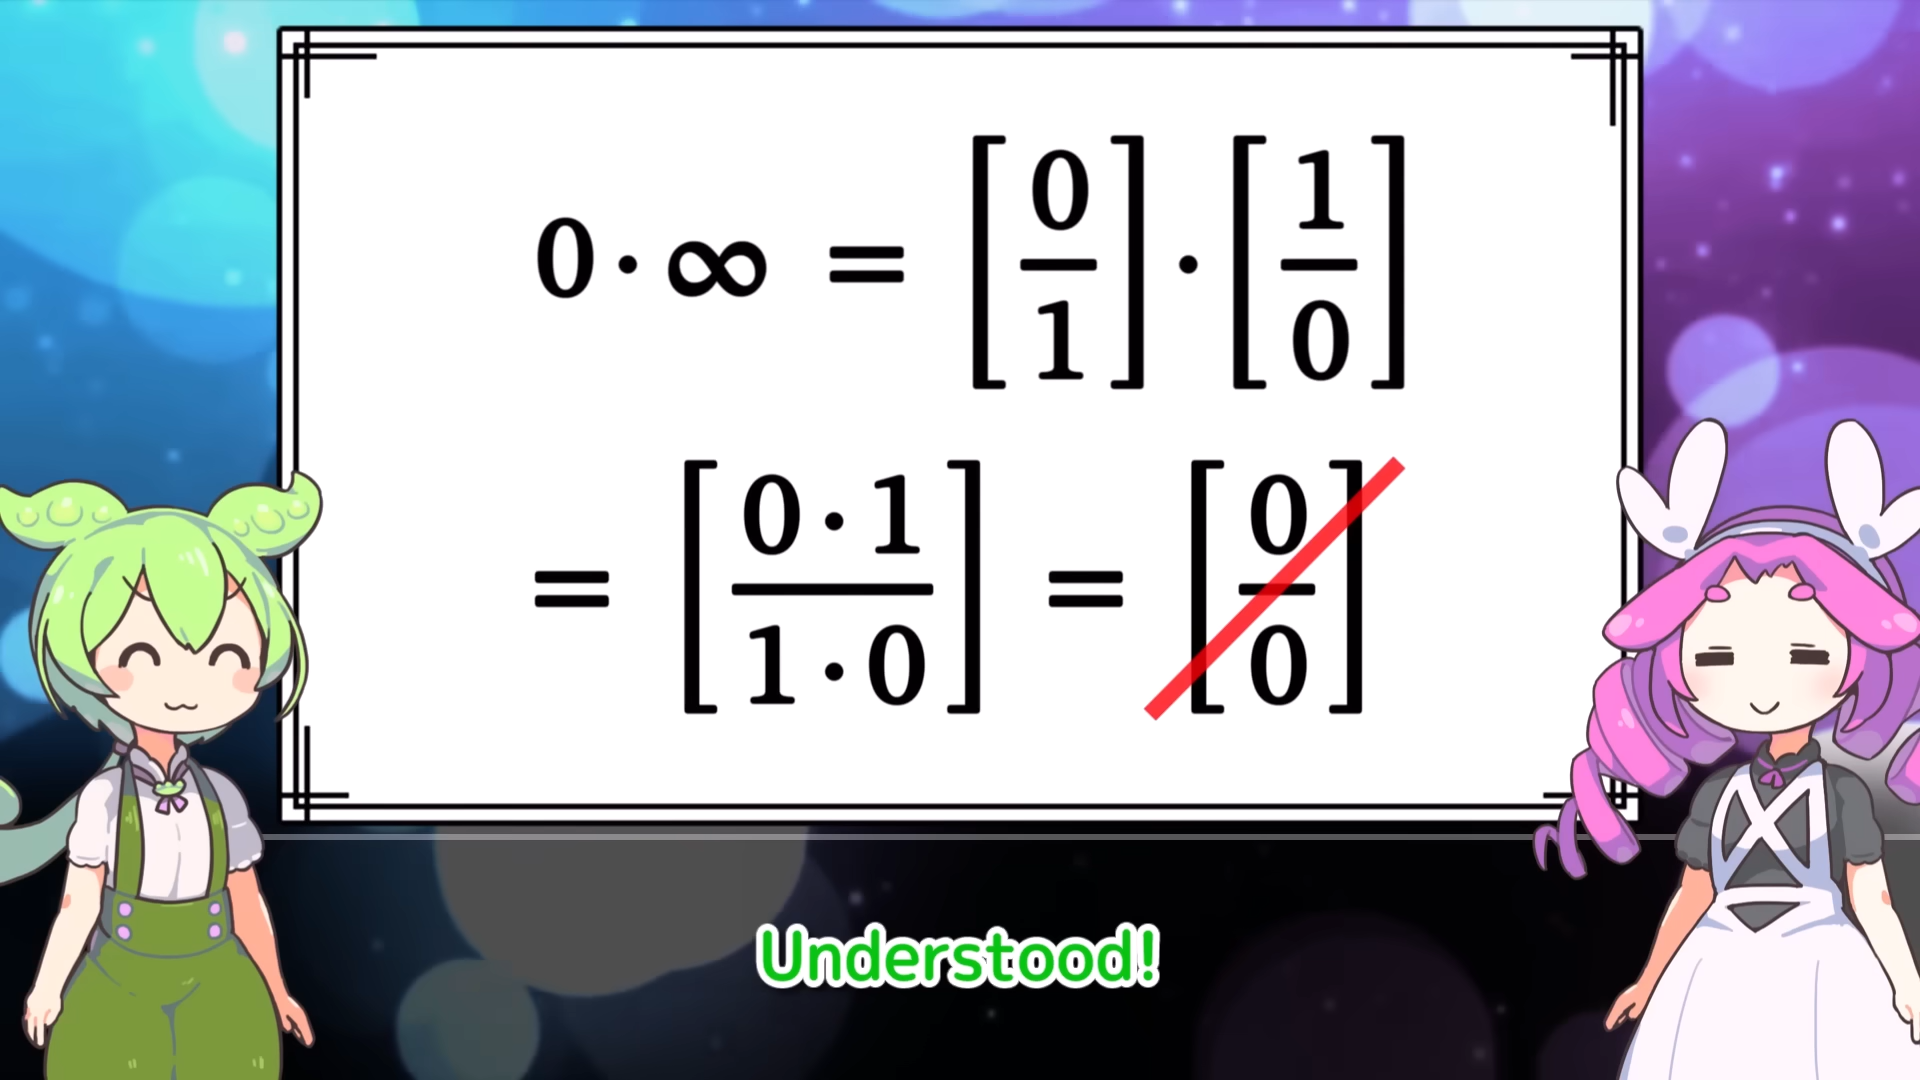 0 · ∞ = [0/1] · [1/0]
= [0 · 1/1 · 0] = [0/0]
Understood!